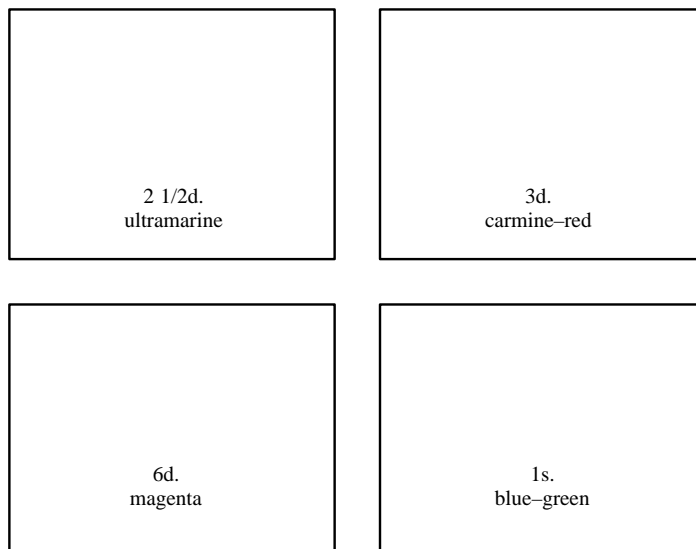 2 1/2d.
ultramarine
3d.
carmine–red
6d.
magenta
1s.
blue–green